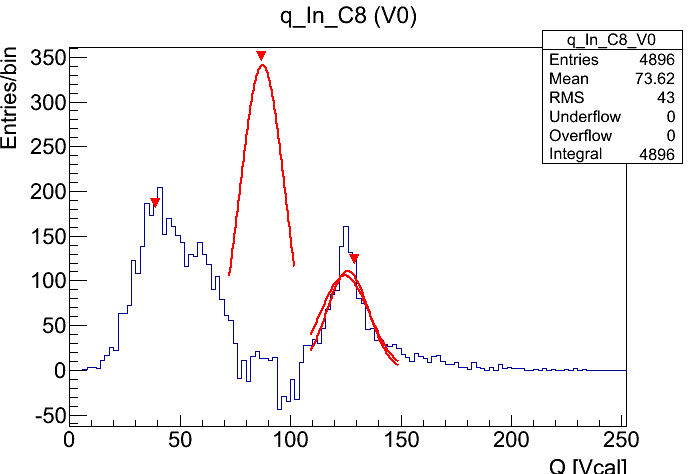 q_In_C8 (V0)
q_In_C8_V0
Entries 4896
Mean 73.62
RMS 43
Underflow 0
Overflow 0
Integral 4896
Entries/bin
350
300
250
200
150
100
50
0
-50
0 50 100 150 200 250
Q [Vcal]